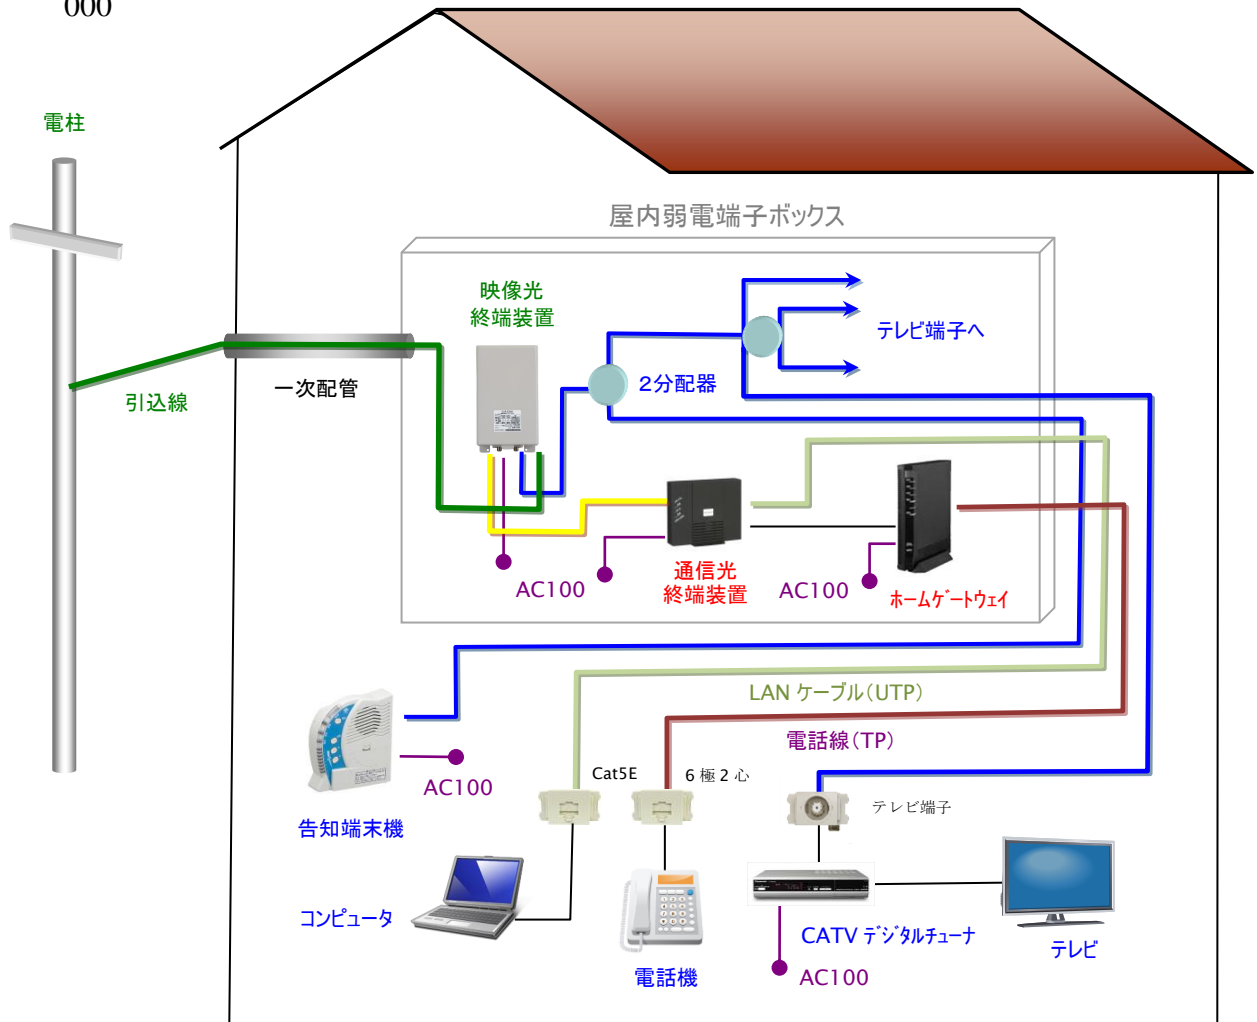 000
電柱
屋内弱電端子ボックス
映像光
終端装置
テレビ端子へ
一次配管
2分配器
引込線
AC100
通信光
終端装置
AC100
ホームゲートウェイ
LAN ケーブル(UTP)
電話線(TP)
AC100
Cat5E
6 極 2 心
テレビ端子
告知端末機
コンピュータ
電話機
CATV デジタルチューナ
テレビ
AC100